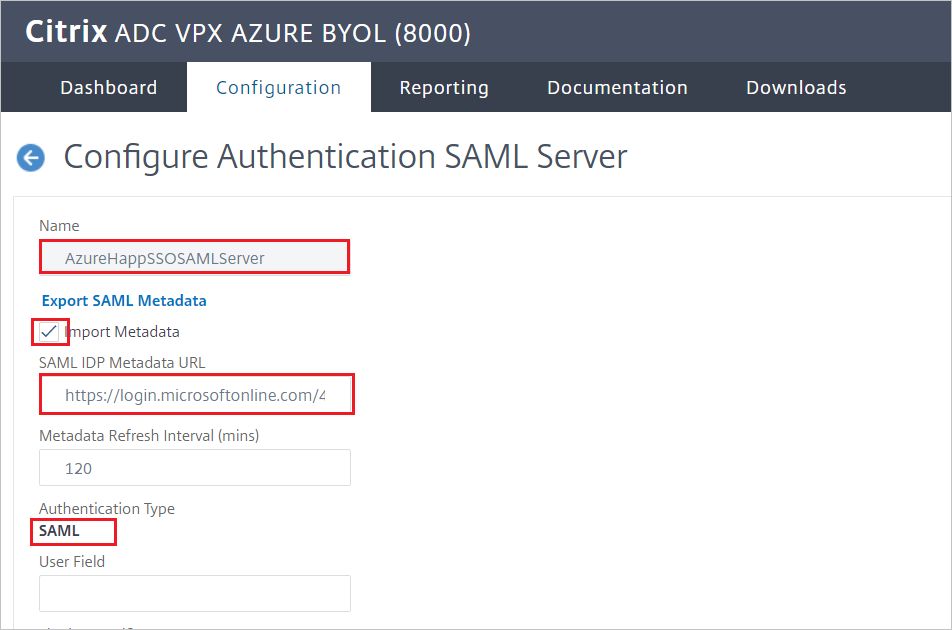 Citrix ADC VPX AZURE BYOL (8000)
Dashboard Configuration Reporting Documentation Downloads
Configure Authentication SAML Server
Name
AzureHappSSOSAMLServer
Export SAML Metadata
Import Metadata
SAML IDP Metadata URL
https://login.microsoftonline.com/4
Metadata Refresh Interval (mins)
120
Authentication Type
SAML
User Field